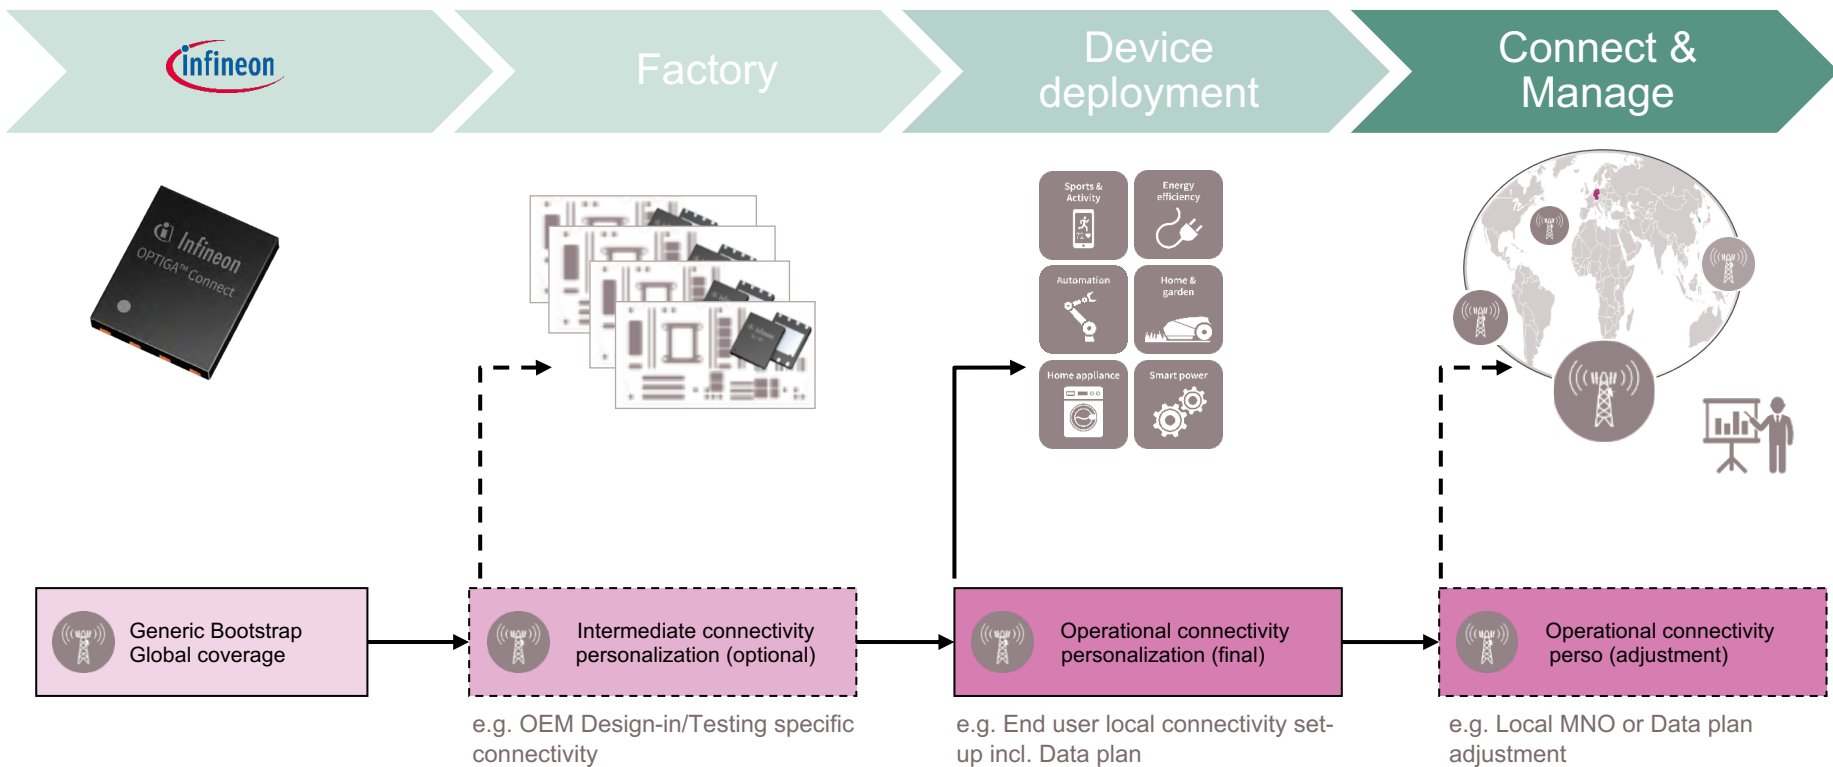 infineon
Factory
Device
deployment
Connect &
Manage
Infineon
OPTIGA™ Connect
Infineon
Sports &
Activity
72
Energy
efficiency
Automation
Home &
garden
Home appliance
Smart power
Generic Bootstrap
Global coverage
Intermediate connectivity
personalization (optional)
Operational connectivity
personalization (final)
Operational connectivity
perso (adjustment)
e.g. OEM Design-in/Testing specific
connectivity
e.g. End user local connectivity set-
up incl. Data plan
e.g. Local MNO or Data plan
adjustment